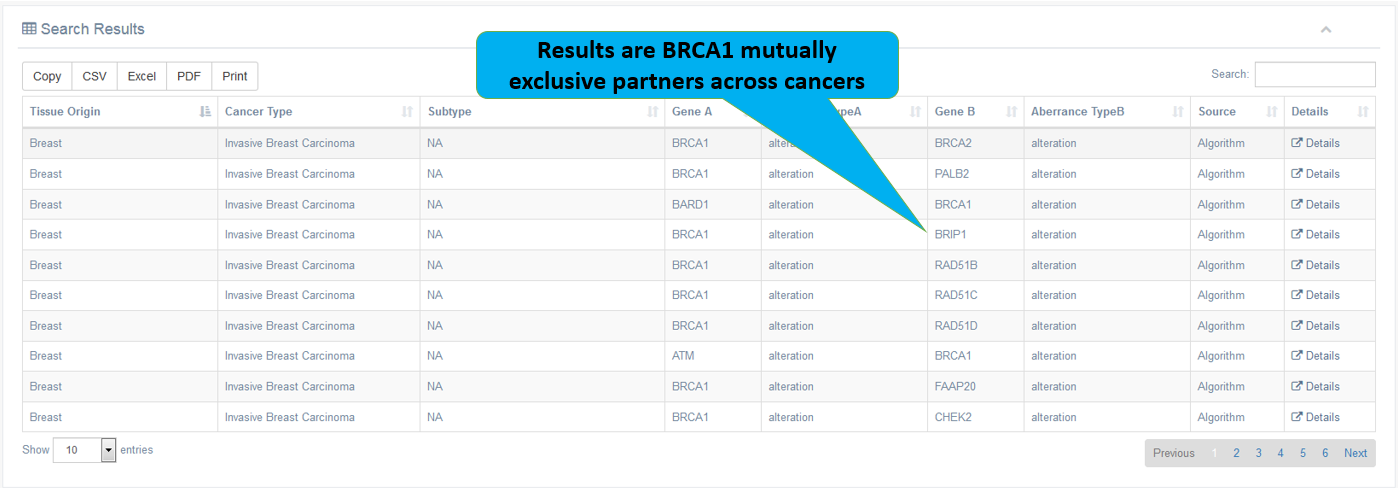 Search Results
Results are BRCA1 mutually
exclusive partners across cancers
Copy CSV Excel PDF Print Search:
Tissue Origin Cancer Type Subtype Gene A ypeA Gene B Aberrance TypeB Source Details
Breast Invasive Breast Carcinoma NA BRCA1 alteration BRCA2 alteration Algorithm Details
Breast Invasive Breast Carcinoma NA BRCA1 alteration PALB2 alteration Algorithm Details
Breast Invasive Breast Carcinoma NA BARD1 alteration BRCA1 alteration Algorithm Details
Breast Invasive Breast Carcinoma NA BRCA1 alteration BRIP1 alteration Algorithm Details
Breast Invasive Breast Carcinoma NA BRCA1 alteration RAD51B alteration Algorithm Details
Breast Invasive Breast Carcinoma NA BRCA1 alteration RAD51C alteration Algorithm Details
Breast Invasive Breast Carcinoma NA BRCA1 alteration RAD51D alteration Algorithm Details
Breast Invasive Breast Carcinoma NA ATM alteration BRCA1 alteration Algorithm Details
Breast Invasive Breast Carcinoma NA BRCA1 alteration FAAP20 alteration Algorithm Details
Breast Invasive Breast Carcinoma NA BRCA1 alteration CHEK2 alteration Algorithm Details
Show 10 entries Previous 1 2 3 4 5 6 Next